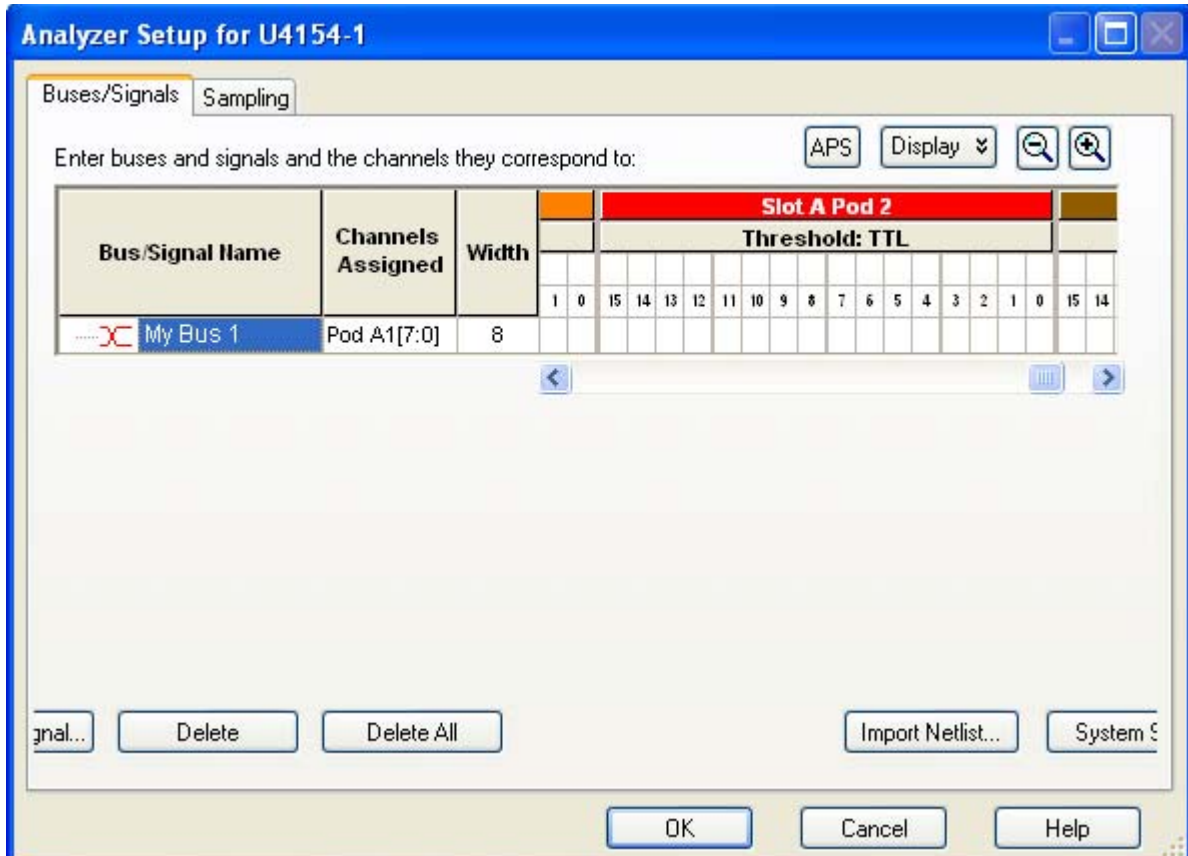 Analyzer Setup for U4154-1
Buses/Signals Sampling
Enter buses and signals and the channels they correspond to: APS Display
Bus/Signal Name Channels Assigned Width
Slot A Pod 2
Threshold: TTL
1 0 15 14 13 12 11 10 9 8 7 6 5 4 3 2 1 0 15 14
My Bus 1 Pod A1[7:0] 8
gnal... Delete Delete All Import Netlist... System S
OK Cancel Help